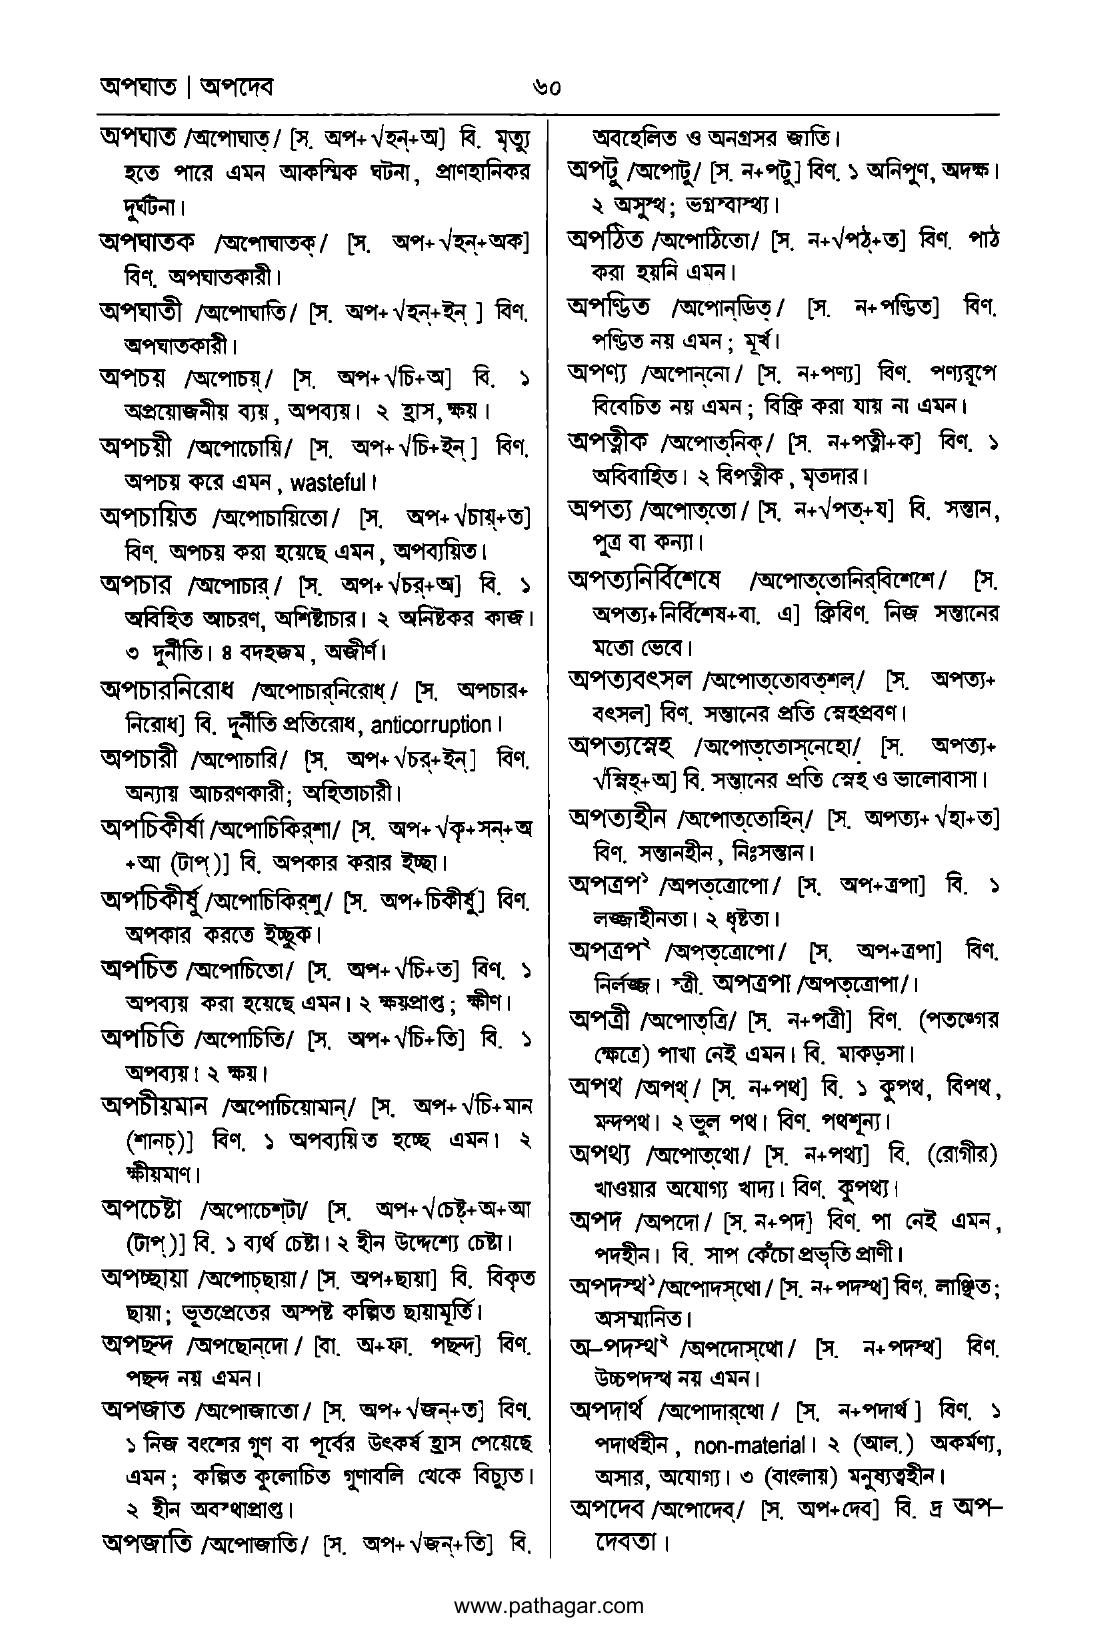 অপঘাত | অপদেব
৬০
অপঘাত /অপোঘাত্/ [স. অপ+√হন্+অ] বি. মৃত্যু
হতে পারে এমন আকস্মিক ঘটনা, প্রাণহানিকর
দুর্ঘটনা।
অপঘাতক /অপোঘাতক্/ [স. অপ+√হন্+অক]
বিণ. অপঘাতকারী।
অপঘাতী /অপোঘাতি/ [স. অপ+√হন্+ইন্ ] বিণ.
অপঘাতকারী।
অপচয় /অপোচয়্/ [স. অপ+√চি+অ] বি. ১
অপ্রয়োজনীয় ব্যয়, অপব্যয়। ২ হ্রাস, ক্ষয়।
অপচয়ী /অপোচোয়ি/ [স. অপ+√চি+ইন্ ] বিণ.
অপচয় করে এমন, wasteful।
অপচায়িত /অপোচায়িতো/ [স. অপ+√চায়্+ত]
বিণ. অপচয় করা হয়েছে এমন, অপব্যয়িত।
অপচার /অপোচার্/ [স. অপ+√চর্+অ] বি. ১
অবিহিত আচরণ, অশিষ্টাচার। ২ অনিষ্টকর কাজ।
৩ দুর্নীতি। ৪ বদহজম, অজীর্ণ।
অপচারনিরোধ /অপোচার্‌নিরোধ্/ [স. অপচার+
নিরোধ] বি. দুর্নীতি প্রতিরোধ, anticorruption।
অপচারী /অপোচারি/ [স. অপ+√চর্+ইন্] বিণ.
অন্যায় আচরণকারী; অহিতাচারী।
অপচিকীর্ষা /অপোচিকির্‌শা/ [স. অপ+√কৃ+সন্+অ
+আ (টাপ্)] বি. অপকার করার ইচ্ছা।
অপচিকীর্ষু /অপোচিকির্‌শু/ [স. অপ+চিকীর্ষু] বিণ.
অপকার করতে ইচ্ছুক।
অপচিত /অপোচিতো/ [স. অপ+√চি+ত] বিণ. ১
অপব্যয় করা হয়েছে এমন। ২ ক্ষয়প্রাপ্ত; ক্ষীণ।
অপচিতি /অপোচিতি/ [স. অপ+√চি+তি] বি. ১
অপব্যয়। ২ ক্ষয়।
অপচীয়মান /অপোচিয়োমান্/ [স. অপ+√চি+মান
(শানচ্)] বিণ. ১ অপব্যয়িত হচ্ছে এমন। ২
ক্ষীয়মাণ।
অপচেষ্টা /অপোচেশ্‌টা/ [স. অপ+√চেষ্ট্+অ+আ
(টাপ্)] বি. ১ ব্যর্থ চেষ্টা। ২ হীন উদ্দেশ্যে চেষ্টা।
অপচ্ছায়া /অপোচ্‌ছায়া/ [স. অপ+ছায়া] বি. বিকৃত
ছায়া; ভূতপ্রেতের অস্পষ্ট কল্পিত ছায়ামূর্তি।
অপছন্দ /অপছোন্‌দো/ [বা. অ+ফা. পছন্দ] বিণ.
পছন্দ নয় এমন।
অপজাত /অপোজাতো/ [স. অপ+√জন্+ত] বিণ.
১ নিজ বংশের গুণ বা পূর্বের উৎকর্ষ হ্রাস পেয়েছে
এমন; কল্পিত কুলোচিত গুণাবলি থেকে বিচ্যুত।
২ হীন অবস্থাপ্রাপ্ত।
অপজাতি /অপোজাতি/ [স. অপ+√জন্+তি] বি.
অবহেলিত ও অনগ্রসর জাতি।
অপটু /অপোটু/ [স. ন+পটু] বিণ. ১ অনিপুণ, অদক্ষ।
২ অসুস্থ; ভগ্নস্বাস্থ্য।
অপঠিত /অপোঠিতো/ [স. ন+√পঠ্+ত] বিণ. পাঠ
করা হয়নি এমন।
অপণ্ডিত /অপোন্‌ডিত্/ [স. ন+পণ্ডিত] বিণ.
পণ্ডিত নয় এমন; মূর্খ।
অপণ্য /অপোন্‌নো/ [স. ন+পণ্য] বিণ. পণ্যরূপে
বিবেচিত নয় এমন; বিক্রি করা যায় না এমন।
অপত্নীক /অপোত্‌নিক্/ [স. ন+পত্নী+ক] বিণ. ১
অবিবাহিত। ২ বিপত্নীক, মৃতদার।
অপত্য /অপোত্‌তো/ [স. ন+√পত্+য] বি. সন্তান,
পুত্র বা কন্যা।
অপত্যনির্বিশেষে /অপোত্‌তোনির্‌বিশেশে/ [স.
অপত্য+নির্বিশেষ+বা. এ] ক্রিবিণ. নিজ সন্তানের
মতো ভেবে।
অপত্যবৎসল /অপোত্‌তোবত্‌শল্/ [স. অপত্য+
বৎসল] বিণ. সন্তানের প্রতি স্নেহপ্রবণ।
অপত্যস্নেহ /অপোত্‌তোস্‌নেহো/ [স. অপত্য+
√স্নিহ্+অ] বি. সন্তানের প্রতি স্নেহ ও ভালোবাসা।
অপত্যহীন /অপোত্‌তোহিন্/ [স. অপত্য+√হা+ত]
বিণ. সন্তানহীন, নিঃসন্তান।
অপত্রপ১ /অপত্‌ত্রোপো/ [স. অপ+ত্রপা] বি. ১
লজ্জাহীনতা। ২ ধৃষ্টতা।
অপত্রপ২ /অপত্‌ত্রোপো/ [স. অপ+ত্রপা] বিণ.
নির্লজ্জ। স্ত্রী. অপত্রপা /অপত্‌ত্রোপা/।
অপত্রী /অপোত্‌ত্রি/ [স. ন+পত্রী] বিণ. (পতঙ্গের
ক্ষেত্রে) পাখা নেই এমন। বি. মাকড়সা।
অপথ /অপথ্/ [স. ন+পথ] বি. ১ কুপথ, বিপথ,
মন্দপথ। ২ ভুল পথ। বিণ. পথশূন্য।
অপথ্য /অপোত্‌থো/ [স. ন+পথ্য] বি. (রোগীর)
খাওয়ার অযোগ্য খাদ্য। বিণ. কুপথ্য।
অপদ /অপদো/ [স. ন+পদ] বিণ. পা নেই এমন,
পদহীন। বি. সাপ কেঁচো প্রভৃতি প্রাণী।
অপদস্থ১ /অপোদস্‌থো/ [স. ন+পদস্থ] বিণ. লাঞ্ছিত;
অসম্মানিত।
অ-পদস্থ২ /অপদোস্‌থো/ [স. ন+পদস্থ] বিণ.
উচ্চপদস্থ নয় এমন।
অপদার্থ /অপোদার্‌থো/ [স. ন+পদার্থ ] বিণ. ১
পদার্থহীন, non-material। ২ (আল.) অকর্মণ্য,
অসার, অযোগ্য। ৩ (বাংলায়) মনুষ্যত্বহীন।
অপদেব /অপোদেব্/ [স. অপ+দেব] বি. দ্র অপ-
দেবতা।
www.pathagar.com